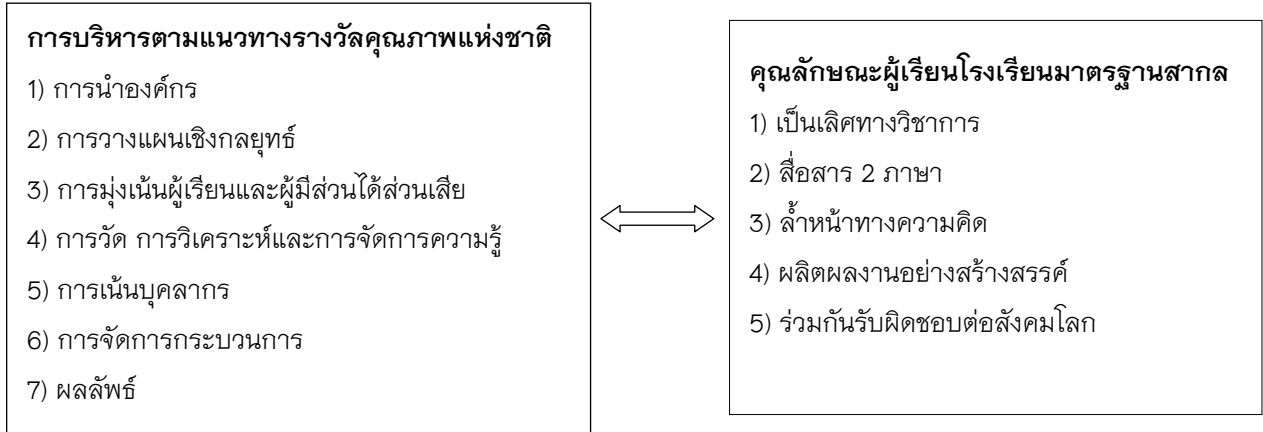 การบริหารตามแนวทางรางวัลคุณภาพแห่งชาติ
1) การนำองค์กร
2) การวางแผนเชิงกลยุทธ์
3) การมุ่งเน้นผู้เรียนและผู้มีส่วนได้ส่วนเสีย
4) การวัด การวิเคราะห์และการจัดการความรู้
5) การเน้นบุคลากร
6) การจัดการกระบวนการ
7) ผลลัพธ์
คุณลักษณะผู้เรียนโรงเรียนมาตรฐานสากล
1) เป็นเลิศทางวิชาการ
2) สื่อสาร 2 ภาษา
3) ล้ำหน้าทางความคิด
4) ผลิตผลงานอย่างสร้างสรรค์
5) ร่วมกันรับผิดชอบต่อสังคมโลก